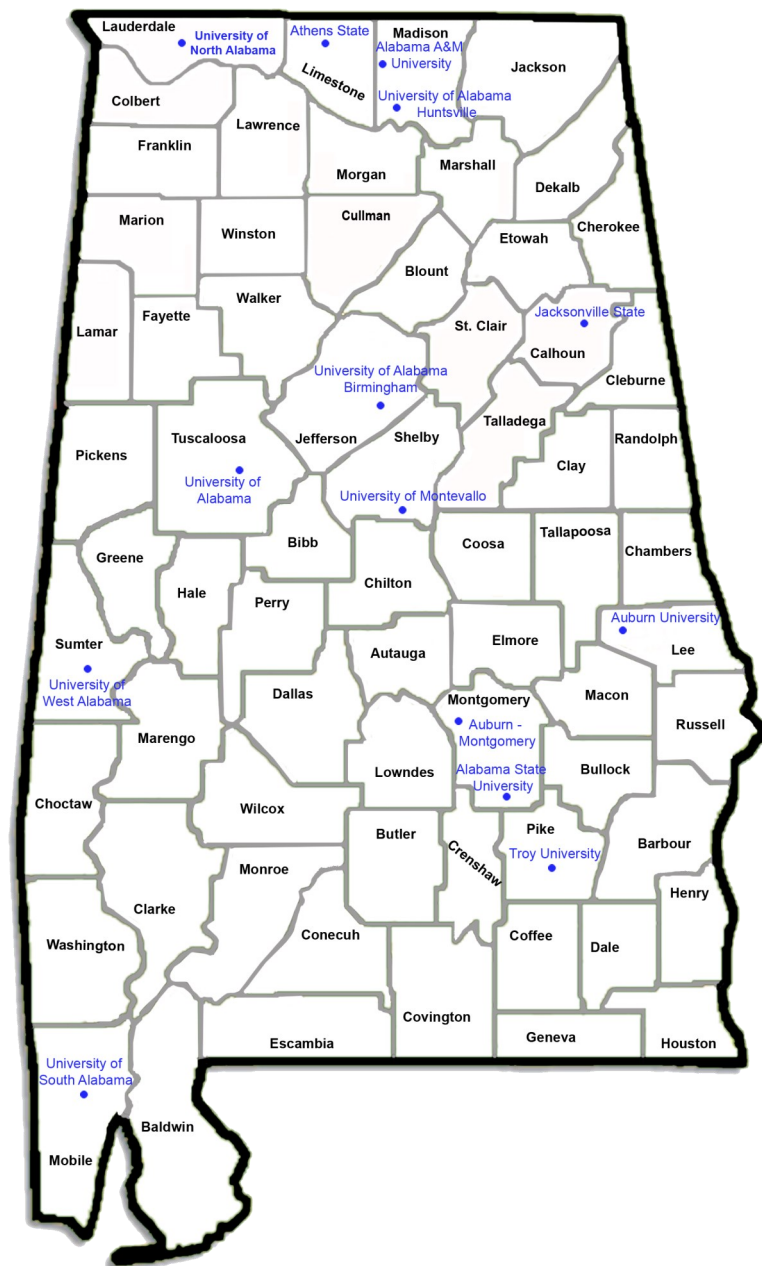 Lauderdale
University of
North Alabama
Athens State
Limestone
Madison
Alabama A&M
University
University of Alabama
Huntsville
Jackson
Colbert
Lawrence
Franklin
Morgan
Marshall
Dekalb
Cherokee
Marion
Winston
Cullman
Etowah
Blount
Walker
Fayette
Lamar
St. Clair
Jacksonville State
Calhoun
Cleburne
University of Alabama
Birmingham
Jefferson
Shelby
Talladega
Randolph
Clay
Pickens
Tuscaloosa
University of
Alabama
University of Montevallo
Bibb
Greene
Hale
Perry
Chilton
Coosa
Tallapoosa
Chambers
Auburn University
Lee
Sumter
University of
West Alabama
Autauga
Elmore
Dallas
Montgomery
Auburn -
Montgomery
Alabama State
University
Macon
Russell
Marengo
Lowndes
Bullock
Choctaw
Wilcox
Butler
Crenshaw
Pike
Troy University
Barbour
Monroe
Henry
Clarke
Washington
Conecuh
Coffee
Dale
Covington
Escambia
Geneva
Houston
University of
South Alabama
Baldwin
Mobile